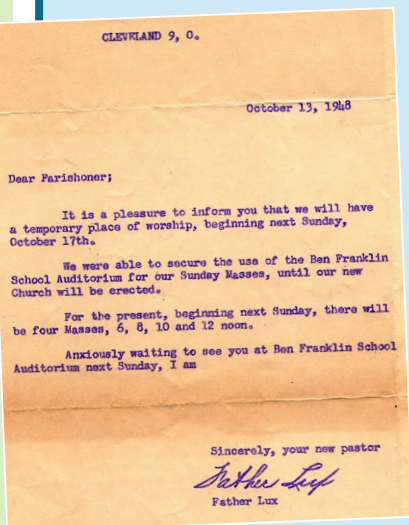 CLEVELAND 9, O.
October 13, 1948
Dear Parishoner;
It is a pleasure to inform you that we will have
a temporary place of worship, beginning next Sunday,
October 17th.
We were able to secure the use of the Ben Franklin
School Auditorium for our Sunday Masses, until our new
Church will be erected.
For the present, beginning next Sunday, there will
be four Masses, 6, 8, 10 and 12 noon.
Anxiously waiting to see you at Ben Franklin School
Auditorium next Sunday, I am
Sincerely, your new pastor
Father Lux
Father Lux